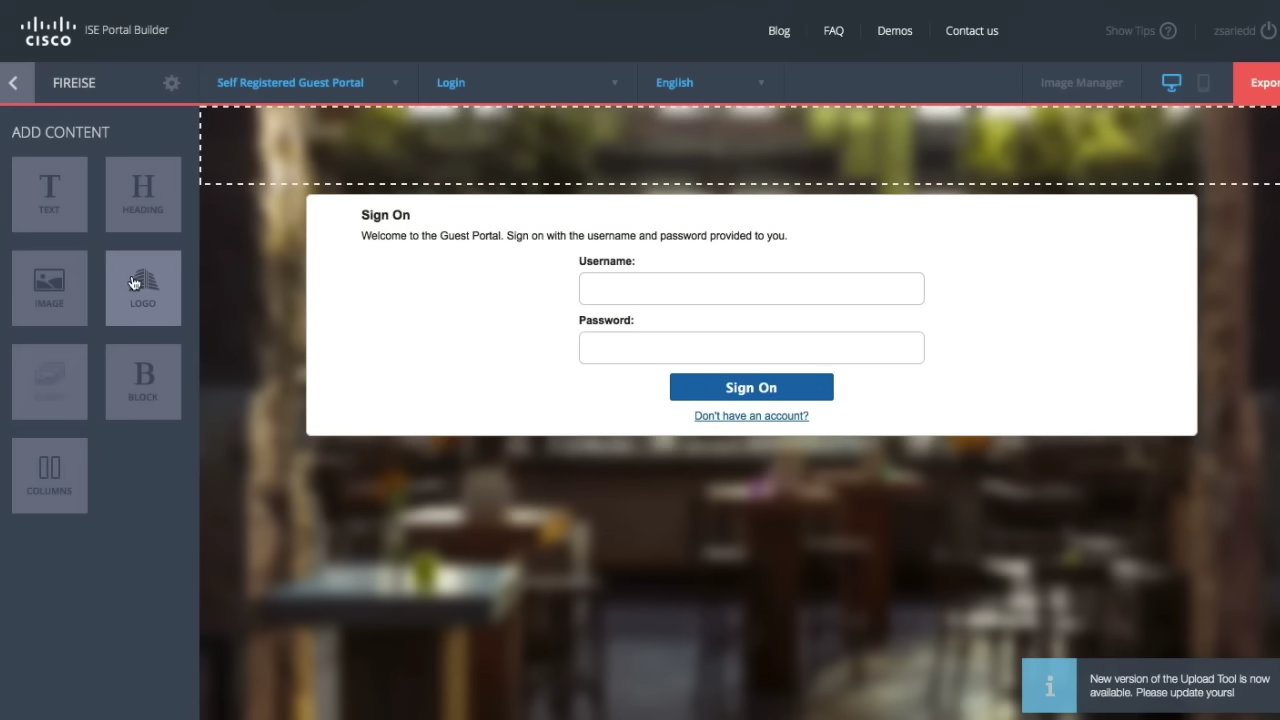 CISCO
ISE Portal Builder
Blog
FAQ
Demos
Contact us
Show Tips ?
zsariedd
FIREISE
Self Registered Guest Portal
Login
English
Image Manager
Expor
ADD CONTENT
T
TEXT
H
HEADING
IMAGE
LOGO
B
BLOCK
COLUMNS
Sign On
Welcome to the Guest Portal. Sign on with the username and password provided to you.
Username:
Password:
Sign On
Don't have an account?
i
New version of the Upload Tool is now
available. Please update yours!